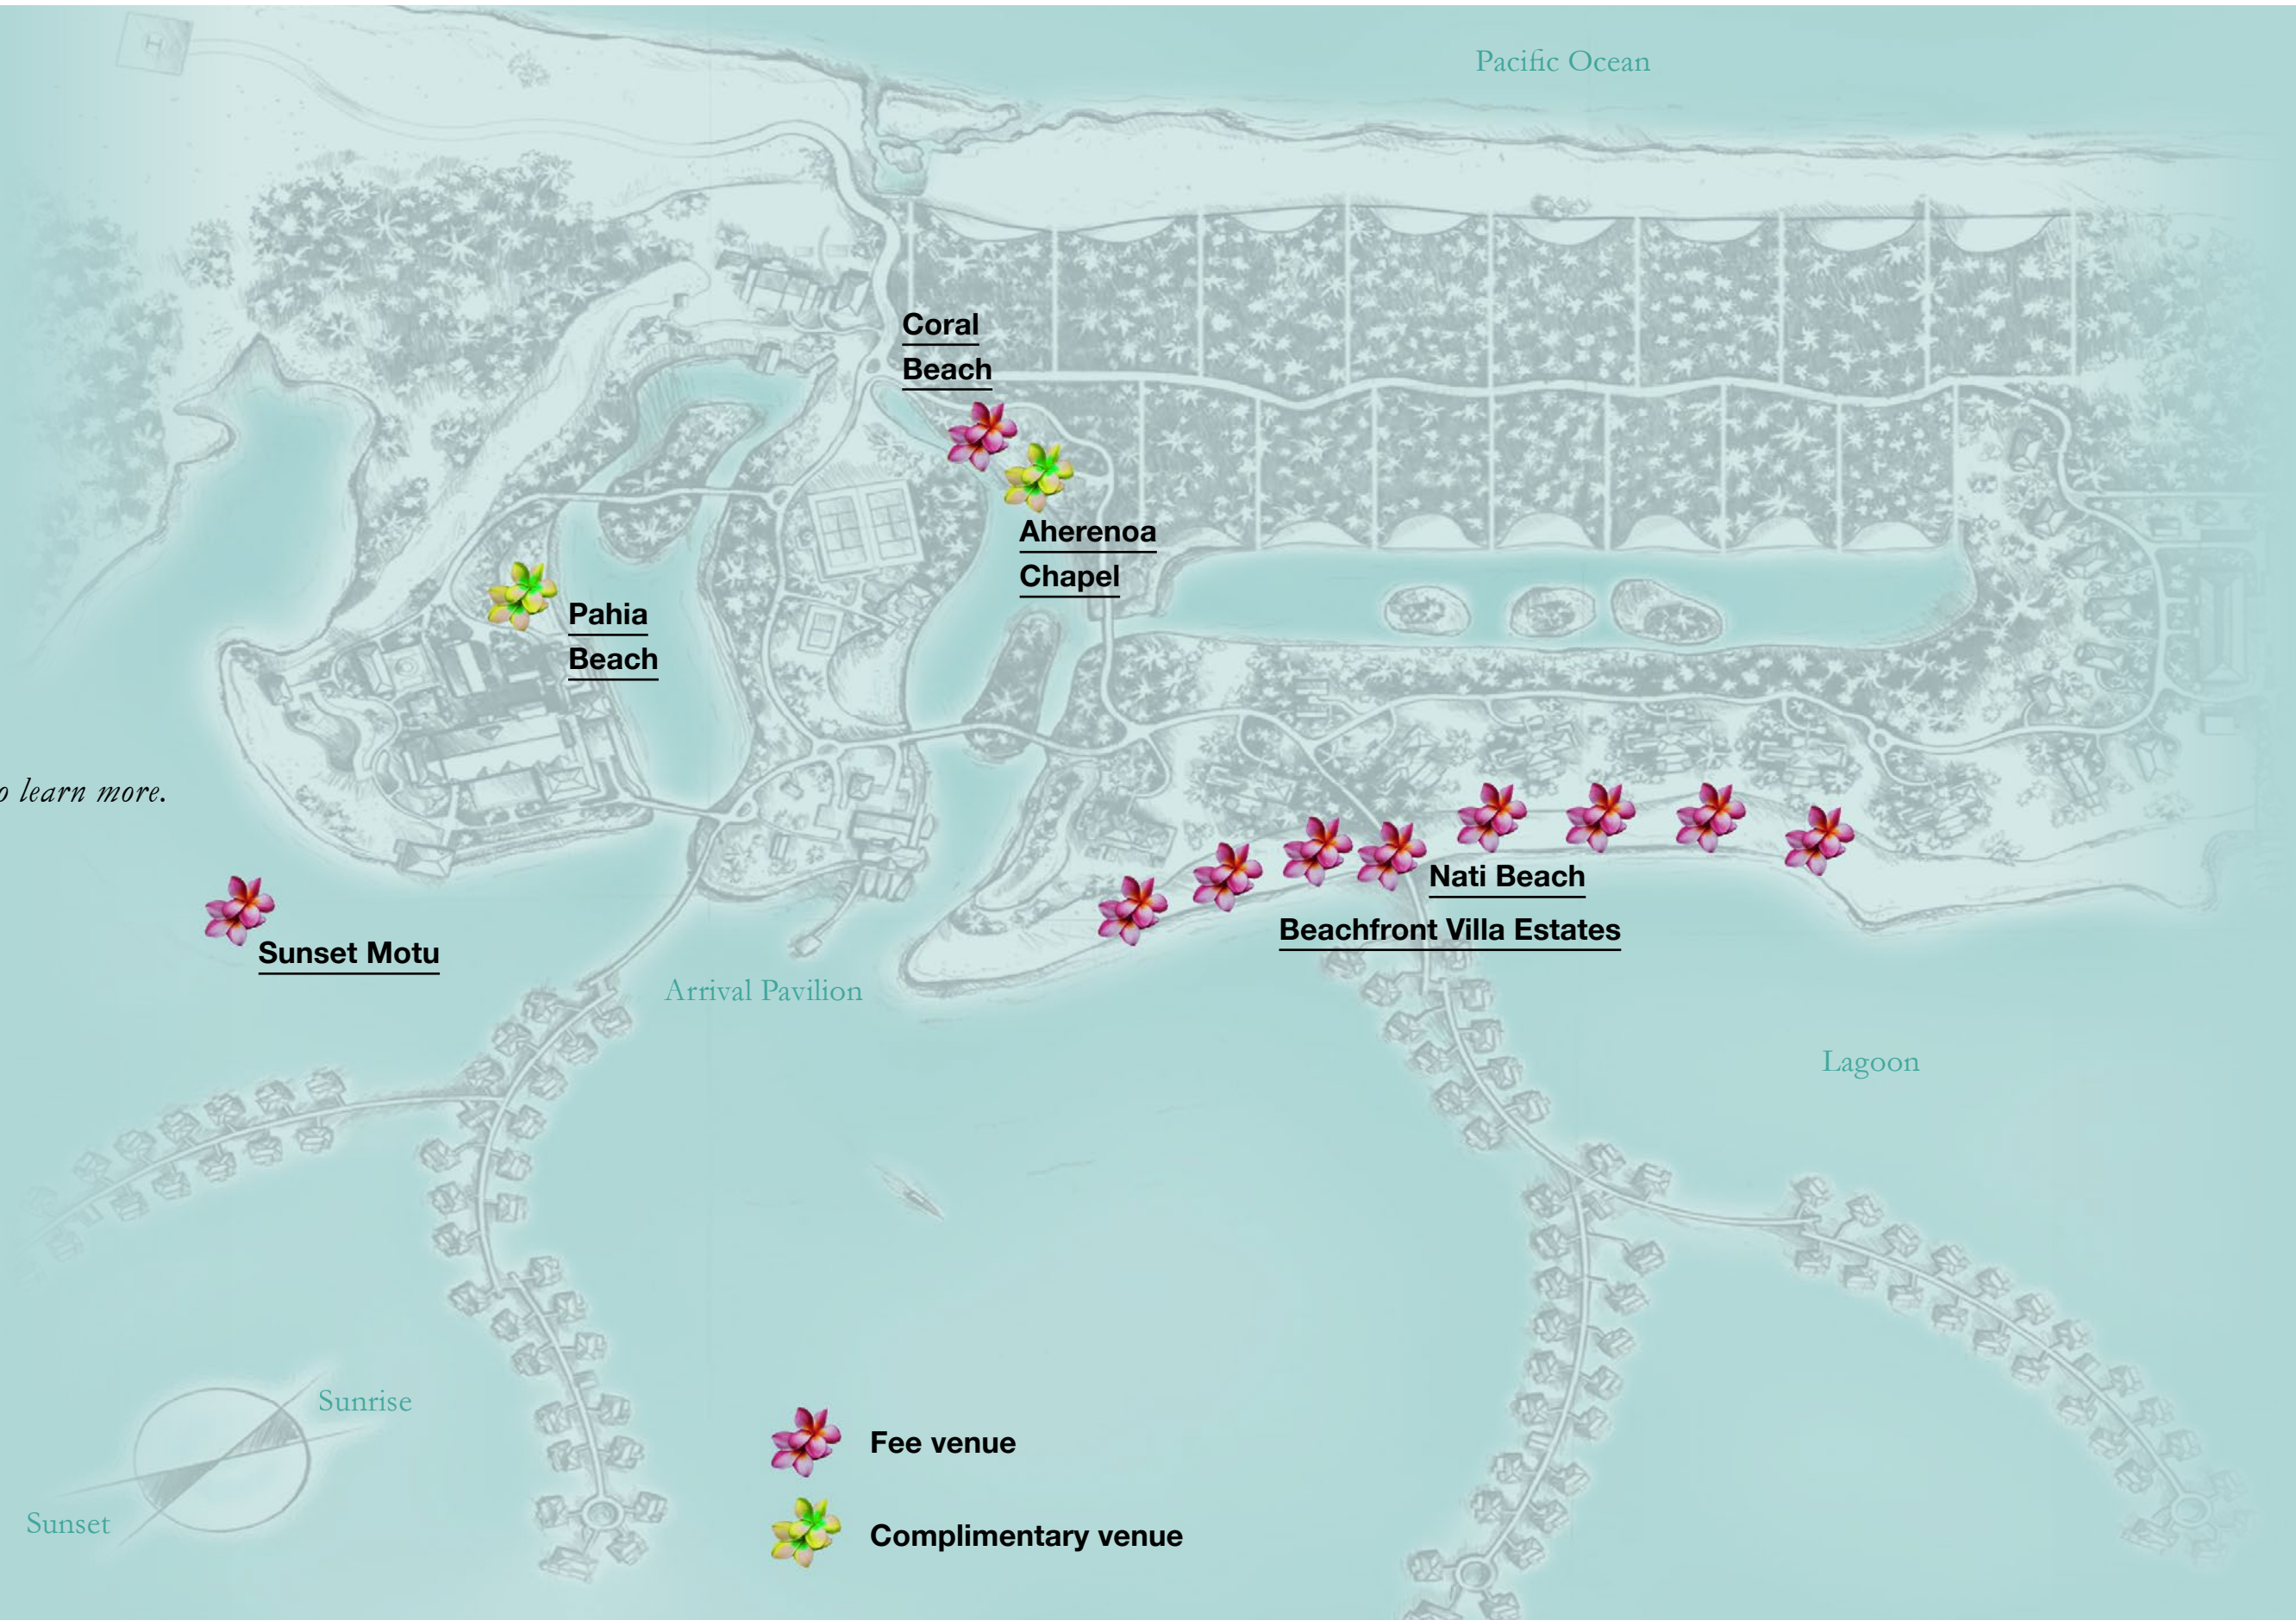 Pacific Ocean
H
Coral
Beach
Aherenoa
Chapel
Pahia
Beach
learn more.
Nati Beach
Beachfront Villa Estates
Sunset Motu
Arrival Pavilion
Lagoon
Sunrise
Sunset
Fee venue
Complimentary venue